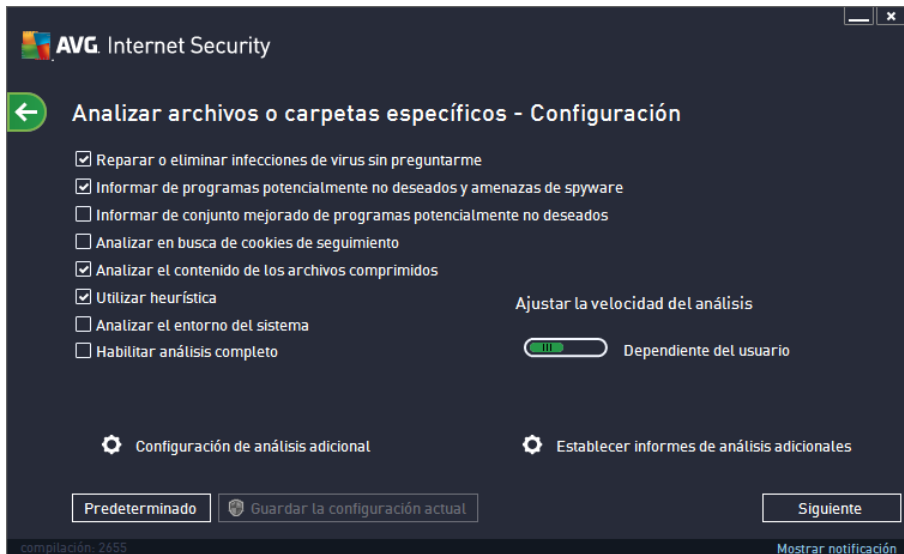 AVG. Internet Security
Analizar archivos o carpetas específicos - Configuración
Reparar o eliminar infecciones de virus sin preguntarme
Informar de programas potencialmente no deseados y amenazas de spyware
Informar de conjunto mejorado de programas potencialmente no deseados
Analizar en busca de cookies de seguimiento
Analizar el contenido de los archivos comprimidos
Utilizar heurística
Analizar el entorno del sistema
Habilitar análisis completo
Ajustar la velocidad del análisis
Dependiente del usuario
Configuración de análisis adicional
Establecer informes de análisis adicionales
Predeterminado
Guardar la configuración actual
Siguiente
compilación: 2655
Mostrar notificación